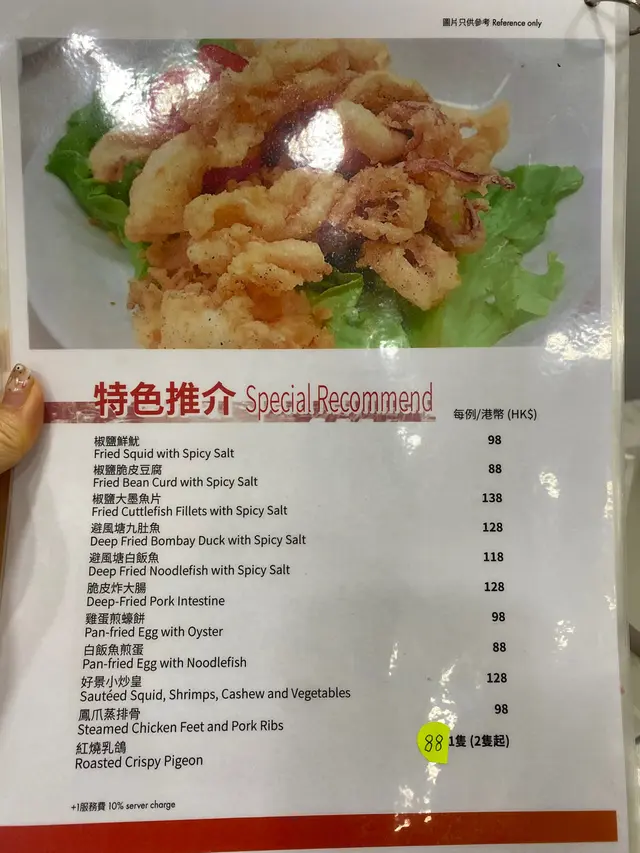 圖片只供參考 Reference only
特色推介 Special Recommend
每例/港幣 (HK$)
椒鹽鮮魷 98
Fried Squid with Spicy Salt
椒鹽脆皮豆腐 88
Fried Bean Curd with Spicy Salt
椒鹽大墨魚片 138
Fried Cuttlefish Fillets with Spicy Salt
避風塘九肚魚 128
Deep Fried Bombay Duck with Spicy Salt
避風塘白飯魚 118
Deep Fried Noodlefish with Spicy Salt
脆皮炸大腸 128
Deep-Fried Pork Intestine
雞蛋煎蠔餅 98
Pan-fried Egg with Oyster
白飯魚煎蛋 88
Pan-fried Egg with Noodlefish
好景小炒皇 128
Sautéed Squid, Shrimps, Cashew and Vegetables
鳳爪蒸排骨 98
Steamed Chicken Feet and Pork Ribs
紅燒乳鴿 88 1隻 (2隻起)
Roasted Crispy Pigeon
+1服務費 10% server charge